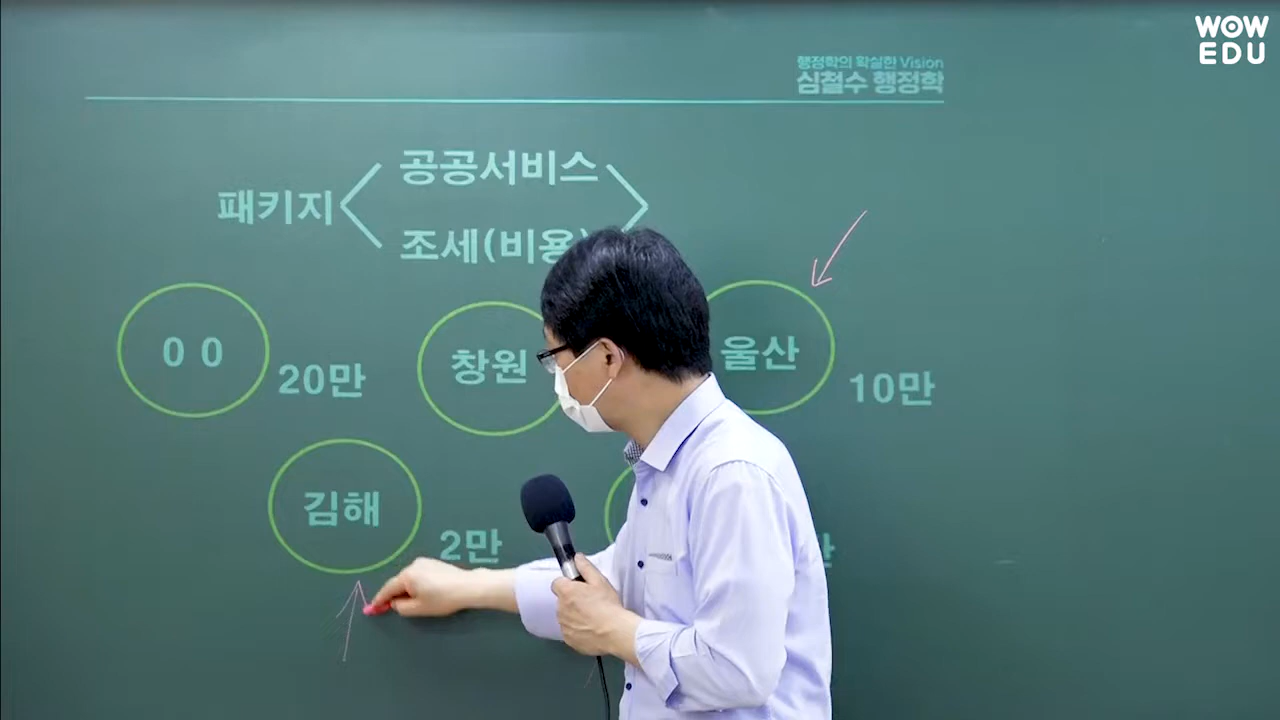 WOW
EDU
행정학의 확실한 Vision
심철수 행정학
공공서비스
패키지
조세(비용)
0 0
20만
창원
울산
10만
김해
2만